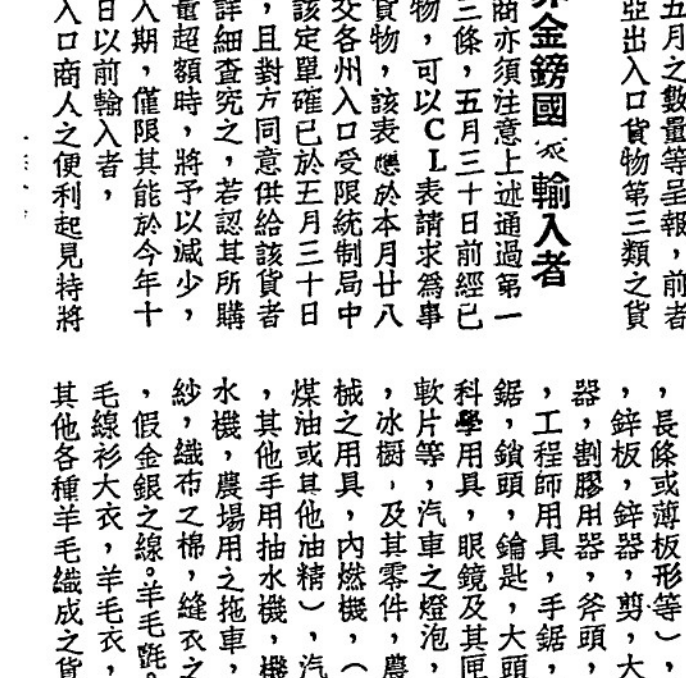 五月之數量等呈報，前者
亞出入口貨物第三類之貨
非金鎊國 輸入者
商亦須注意上述通過第一
三條，五月三十日前經已
物，可以CL表請求爲事
貨物，該表應於本月廿八
交各州入口受限統制局中
該定單確已於五月三十日
，且對方同意供給該貨者
詳細查究之，若認其所購
量超額時，將予以減少，
入期，僅限其能於今年十
日以前輸入者，
入口商人之便利起見特將
，長條或薄板形等），
，鋅板，鋅器，剪，大
器，割膠用器，斧頭，
，工程師用具，手鋸，
鋸，鎖頭，鑰匙，大頭
科學用具，眼鏡及其匣
軟片等，汽車之燈泡，
，冰櫥，及其零件，農
械之用具，內燃機，（
煤油或其他油精），汽
，其他手用抽水機，機
水機，農場用之拖車，
紗，織布之棉，縫衣之
，假金銀之線。羊毛氈。
毛線衫大衣，羊毛衣，
其他各種羊毛織成之貨